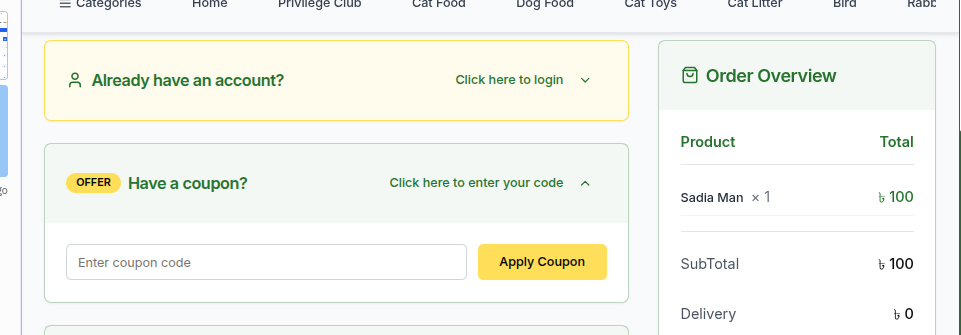 Categories Home Privilege Club Cat Food Dog Food Cat Toys Cat Litter Bird Rabb
Already have an account? Click here to login
OFFER Have a coupon? Click here to enter your code
Enter coupon code Apply Coupon
go
Order Overview
Product Total
Sadia Man × 1 ৳ 100
SubTotal ৳ 100
Delivery ৳ 0